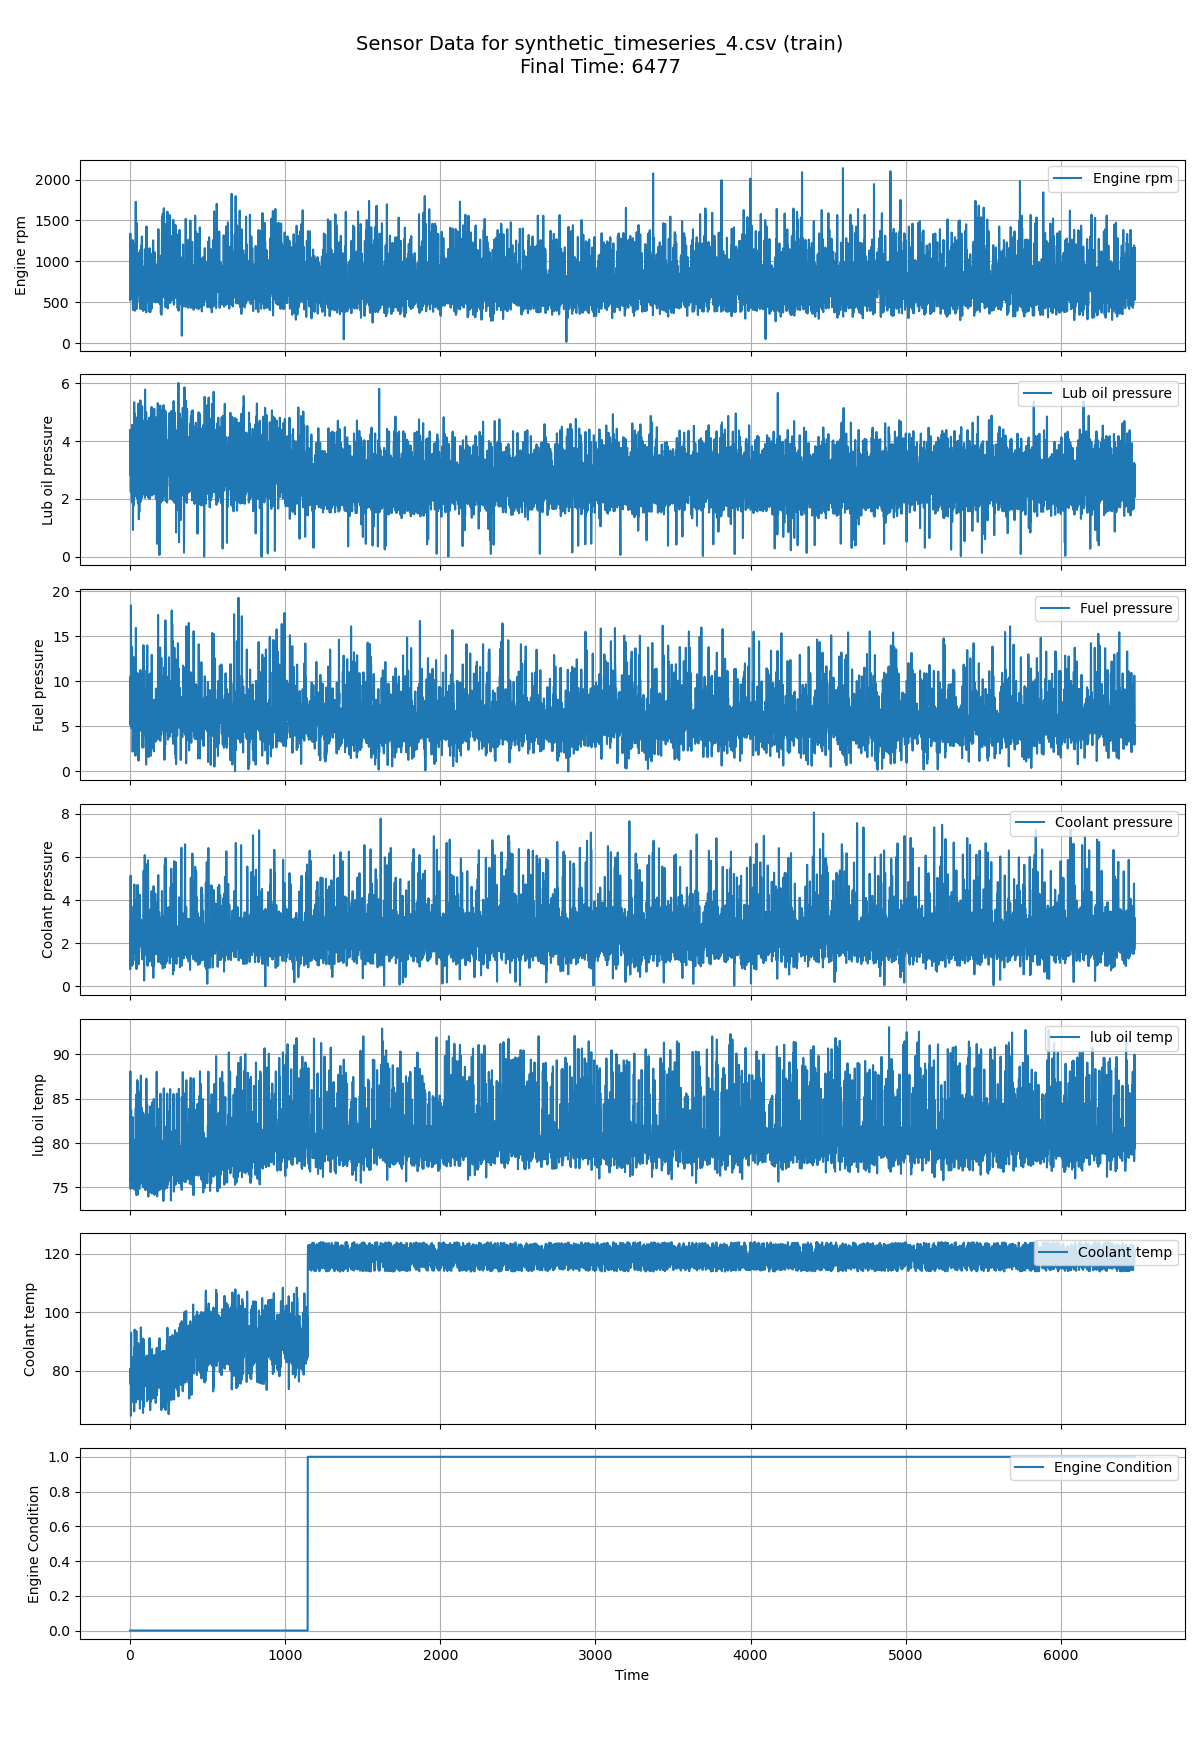 Sensor Data for synthetic_timeseries_4.csv (train)
Final Time: 6477
2000
1500
1000
500
0
Engine rpm
Engine rpm
6
4
2
0
Lub oil pressure
Lub oil pressure
20
15
10
5
0
Fuel pressure
Fuel pressure
8
6
4
2
0
Coolant pressure
Coolant pressure
90
85
80
75
lub oil temp
lub oil temp
120
100
80
Coolant temp
Coolant temp
1.0
0.8
0.6
0.4
0.2
0.0
Engine Condition
Engine Condition
0 1000 2000 3000 4000 5000 6000
Time